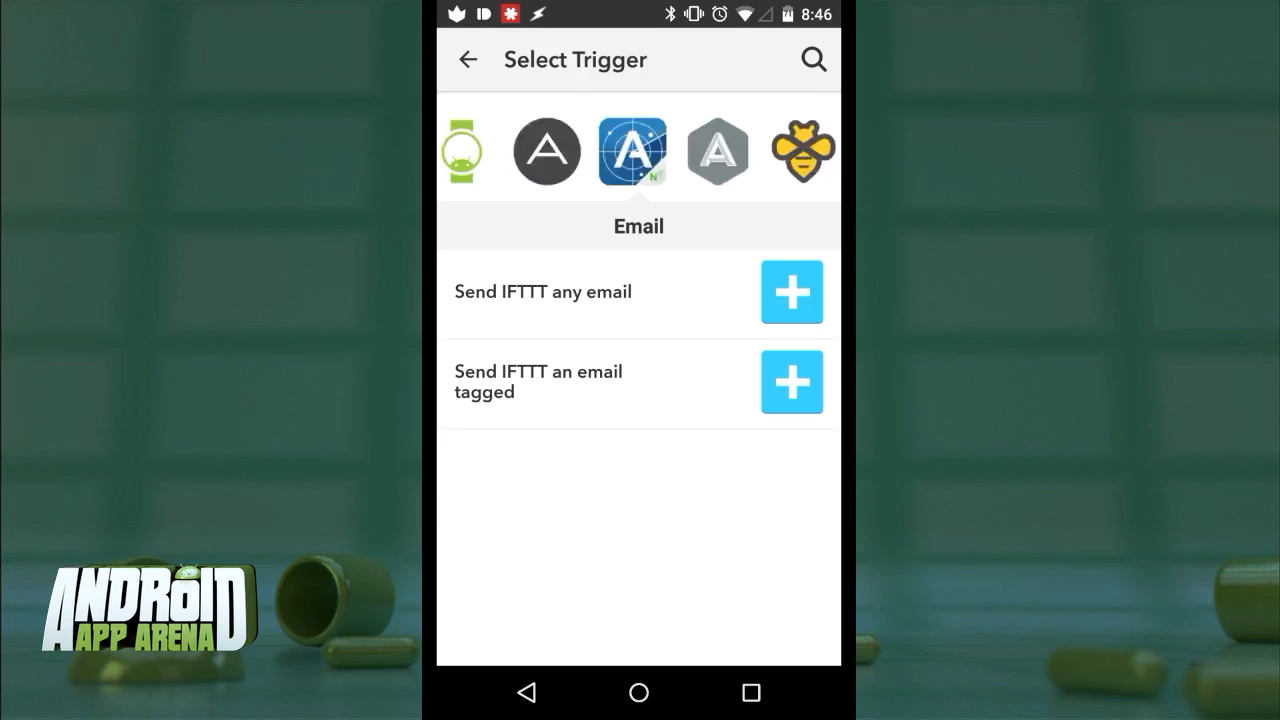 8:46
Select Trigger
Email
Send IFTTT any email
Send IFTTT an email
tagged
ANDROID
APP ARENA